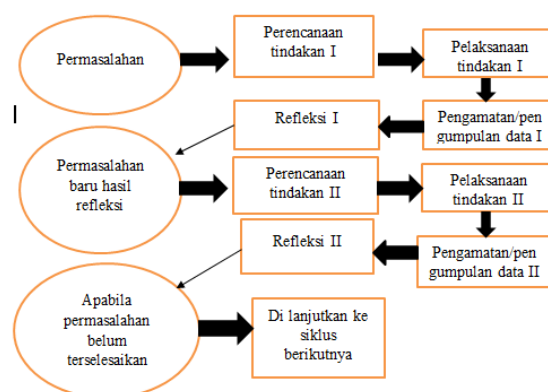 Permasalahan
Perencanaan
tindakan I
Pelaksanaan
tindakan I
Refleksi I
Pengamatan/pen
gumpulan data I
Permasalahan
baru hasil
refleksi
Perencanaan
tindakan II
Pelaksanaan
tindakan II
Refleksi II
Pengamatan/pen
gumpulan data II
Apabila
permasalahan
belum
terselesaikan
Di lanjutkan ke
siklus
berikutnya